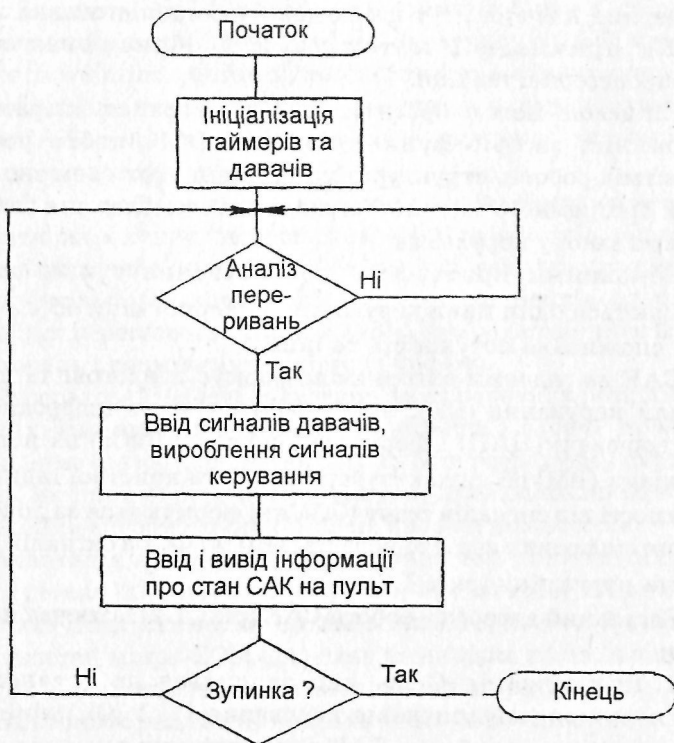 Початок
Ініціалізація
таймерів та
давачів
Аналіз
пере-
ривань
Ні
Так
Ввід сиґналів давачів,
вироблення сиґналів
керування
Ввід і вивід інформації
про стан САК на пульт
Ні
Зупинка ?
Так
Кінець